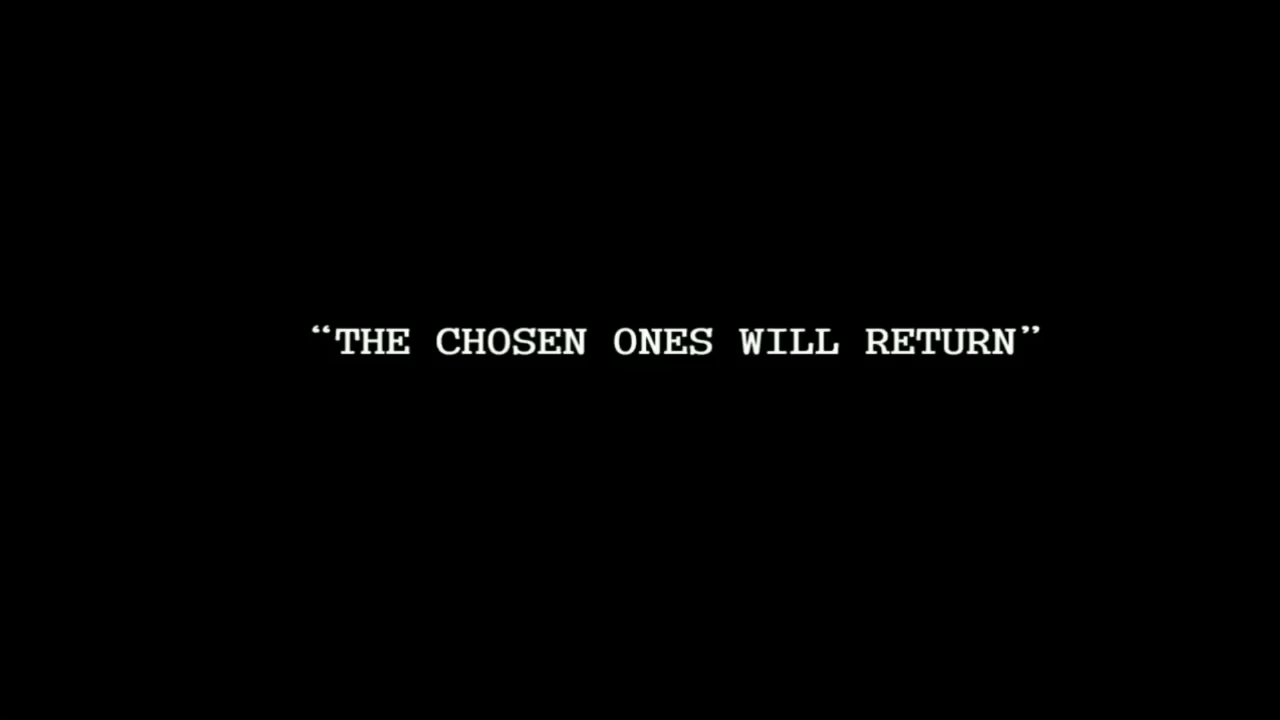 “THE CHOSEN ONES WILL RETURN”